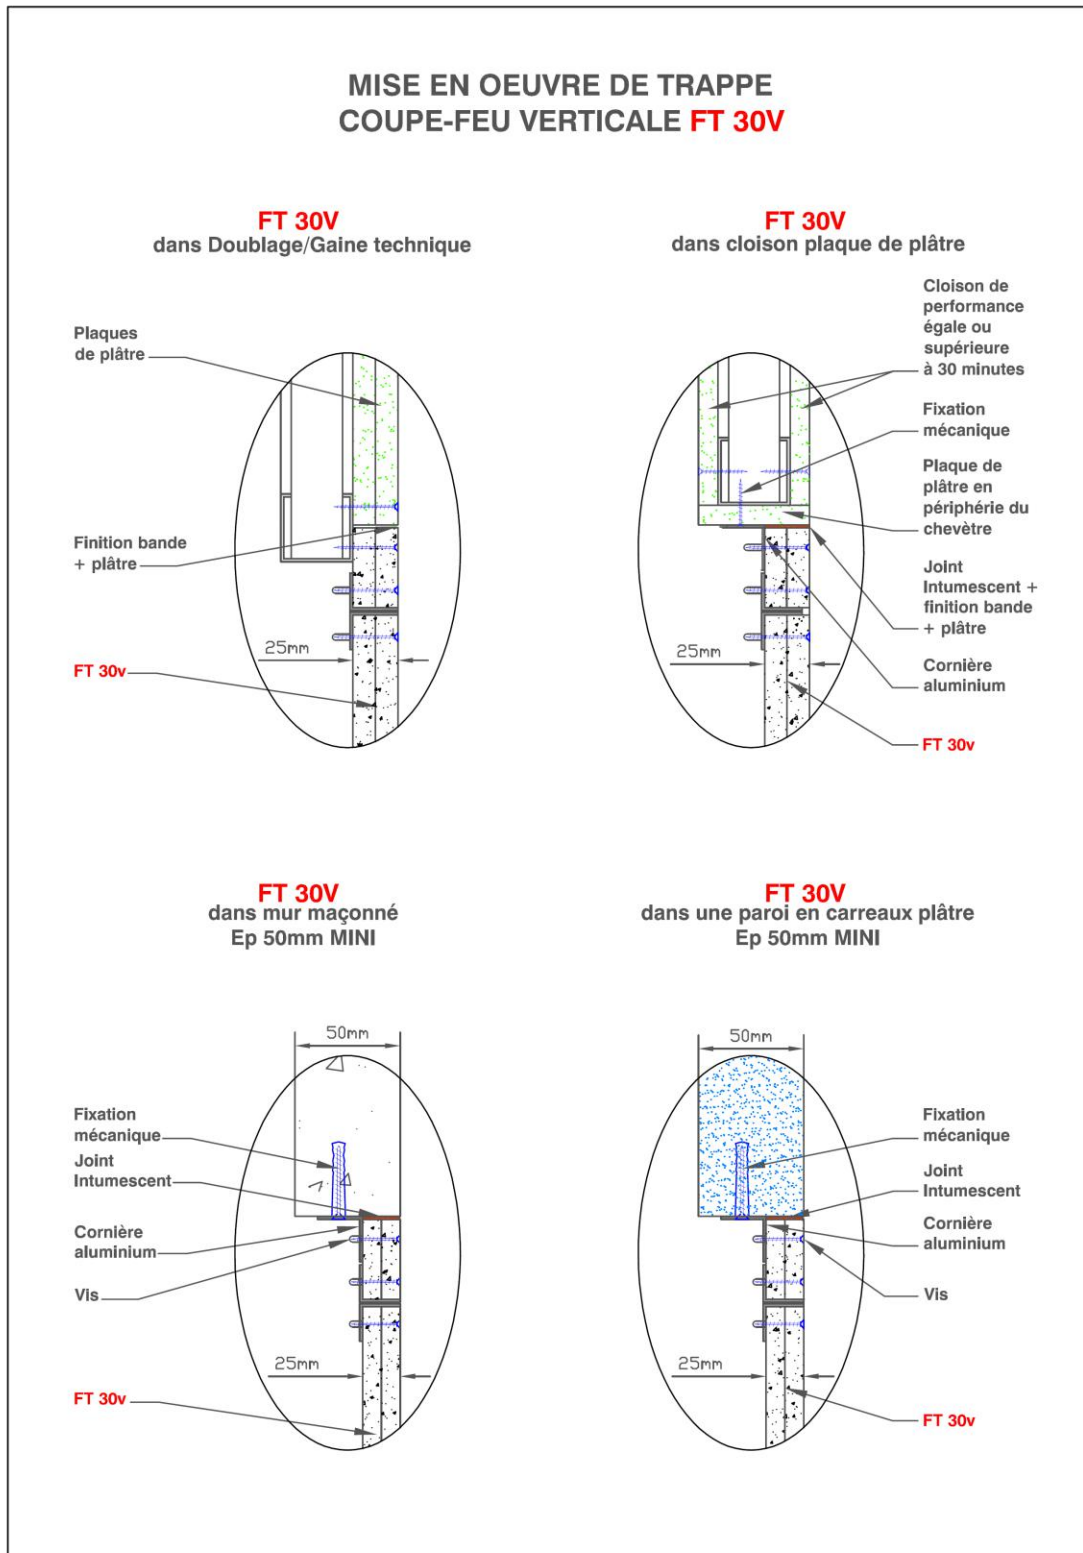 MISE EN OEUVRE DE TRAPPE
COUPE-FEU VERTICALE FT 30V
FT 30V
dans Doublage/Gaine technique
Plaques
de plâtre
Finition bande
+ plâtre
25mm
FT 30v
FT 30V
dans cloison plaque de plâtre
Cloison de
performance
égale ou
supérieure
à 30 minutes
Fixation
mécanique
Plaque de
plâtre en
périphérie du
chevètre
Joint
Intumescent +
finition bande
+ plâtre
25mm
Cornière
aluminium
FT 30v
FT 30V
dans mur maçonné
Ep 50mm MINI
50mm
Fixation
mécanique
Joint
Intumescent
Cornière
aluminium
Vis
25mm
FT 30v
FT 30V
dans une paroi en carreaux plâtre
Ep 50mm MINI
50mm
Fixation
mécanique
Joint
Intumescent
Cornière
aluminium
Vis
25mm
FT 30v